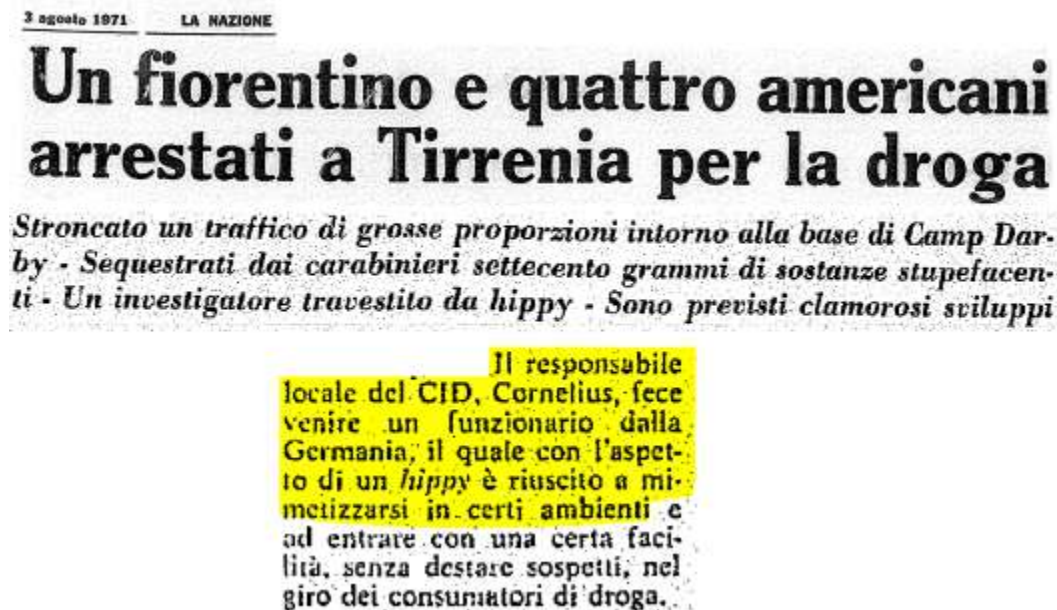 3 agosto 1971 LA NAZIONE
Un fiorentino e quattro americani
arrestati a Tirrenia per la droga
Stroncato un traffico di grosse proporzioni intorno alla base di Camp Dar-
by - Sequestrati dai carabinieri settecento grammi di sostanze stupefacen-
ti - Un investigatore travestito da hippy - Sono previsti clamorosi sviluppi
Il responsabile
locale del CID, Cornelius, fece
venire un funzionario dalla
Germania, il quale con l'aspet-
to di un hippy è riuscito a mi-
metizzarsi in certi ambienti e
ad entrare con una certa faci-
lità, senza destare sospetti, nel
giro dei consumatori di droga.